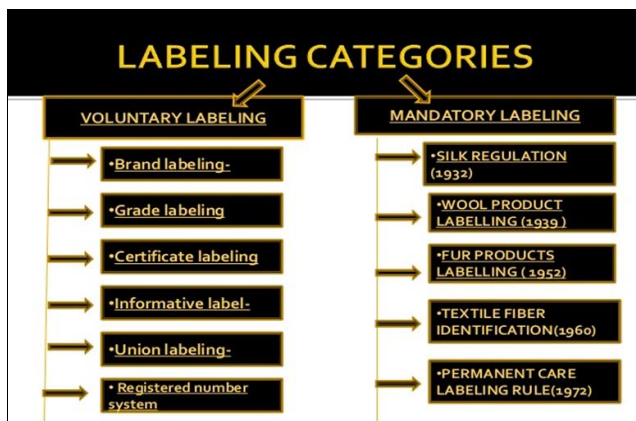 LABELING CATEGORIES
VOLUNTARY LABELING
•Brand labeling-
•Grade labeling
•Certificate labeling
•Informative label-
•Union labeling-
• Registered number
system
MANDATORY LABELING
•SILK REGULATION
(1932)
•WOOL PRODUCT
LABELLING (1939 )
•FUR PRODUCTS
LABELLING ( 1952)
•TEXTILE FIBER
IDENTIFICATION(1960)
•PERMANENT CARE
LABELING RULE(1972)